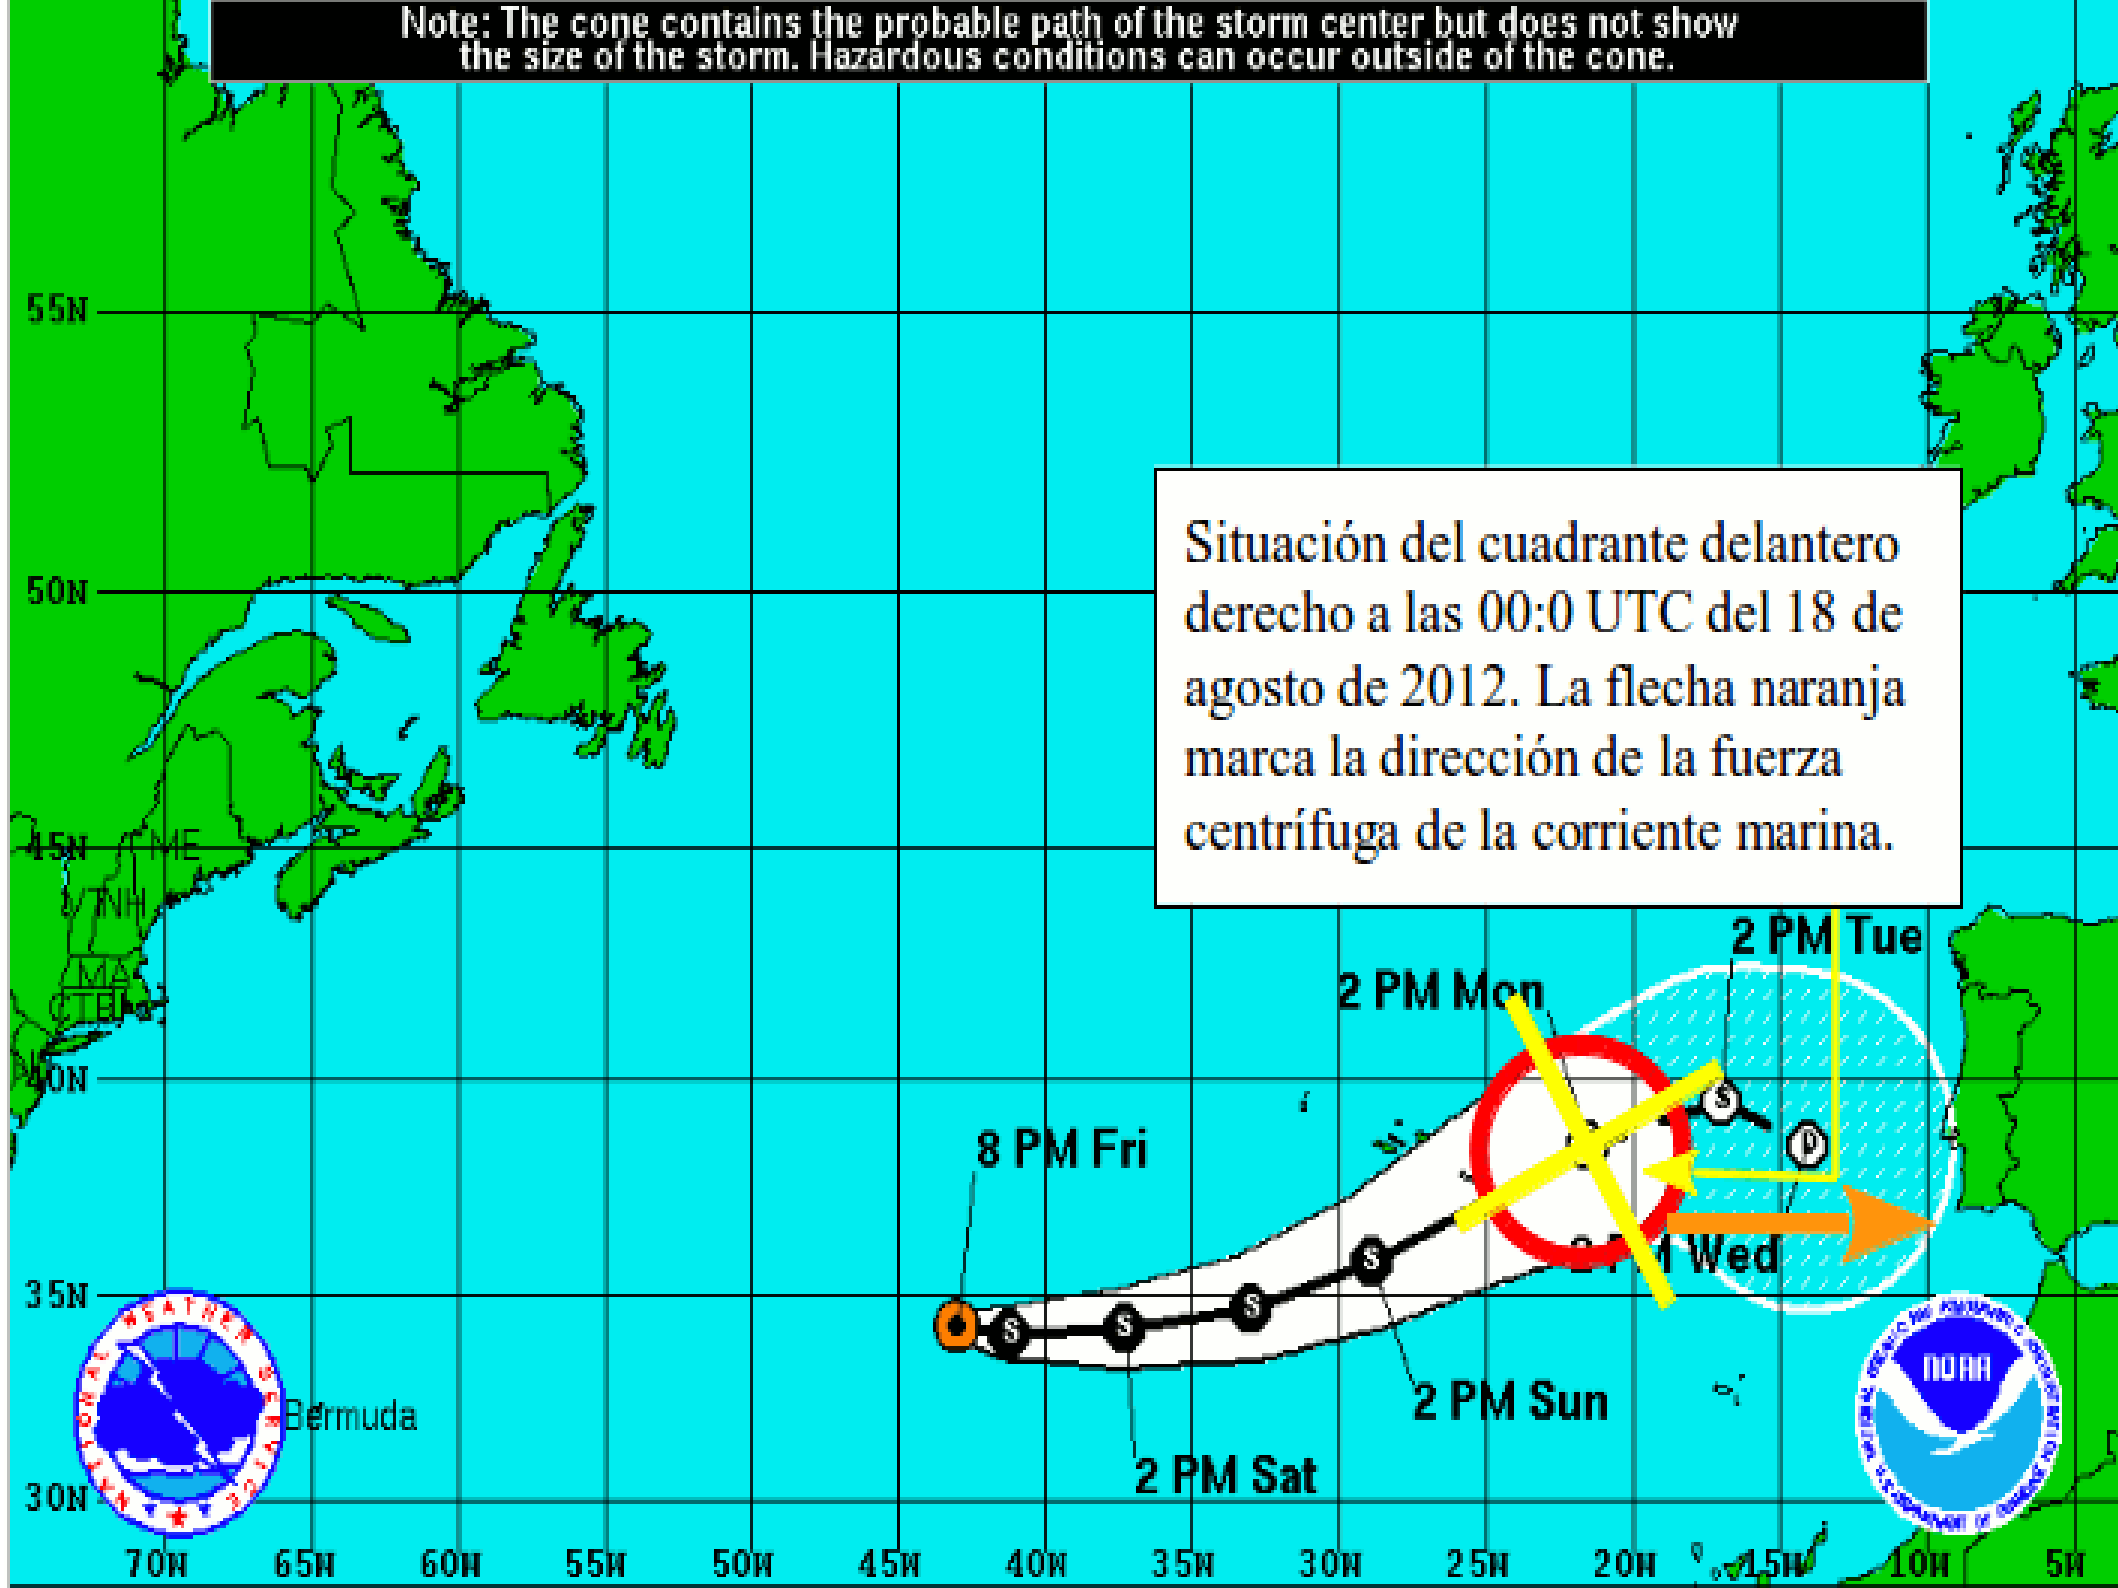 Note: The cone contains the probable path of the storm center but does not show
the size of the storm. Hazardous conditions can occur outside of the cone.
55N
50N
45N
40N
35N
30N
ME
VT NH
MA
Situación del cuadrante delantero
derecho a las 00:0 UTC del 18 de
agosto de 2012. La flecha naranja
marca la dirección de la fuerza
centrífuga de la corriente marina.
2 PM Tue
2 PM Mon
S
D
8 PM Fri
PM Wed
S
S
S
S
2 PM Sun
2 PM Sat
Bermuda
NATIONAL WEATHER SERVICE
NOAA
70W 65W 60W 55W 50W 45W 40W 35W 30W 25W 20W 15W 10W 5W